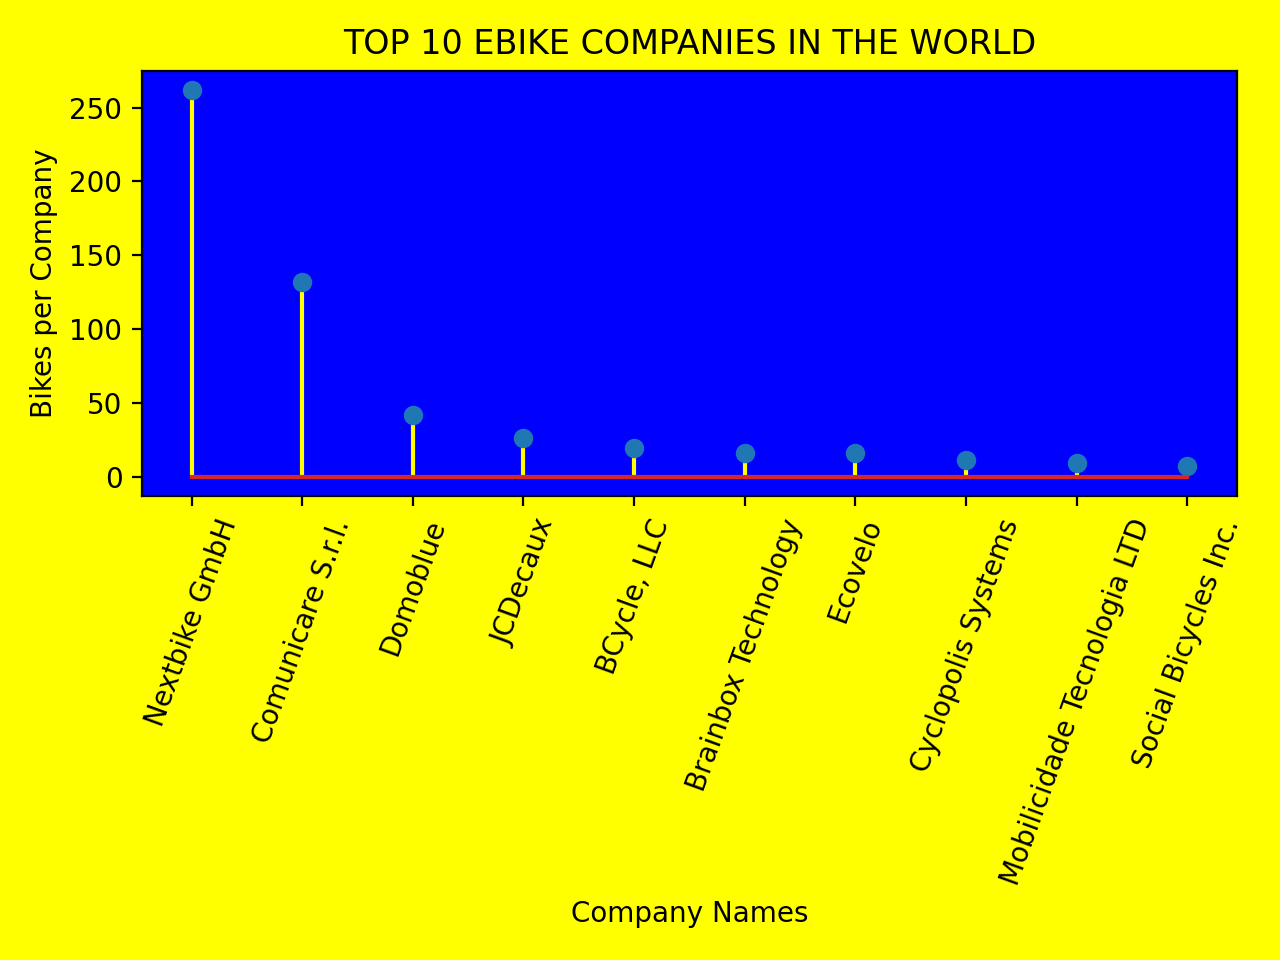 TOP 10 EBIKE COMPANIES IN THE WORLD
Bikes per Company
250
200
150
100
50
0
Nextbike GmbH
Comunicare S.r.l.
Domoblue
JCDecaux
BCycle, LLC
Brainbox Technology
Ecovelo
Cyclopolis Systems
Mobilicidade Tecnologia LTD
Social Bicycles Inc.
Company Names